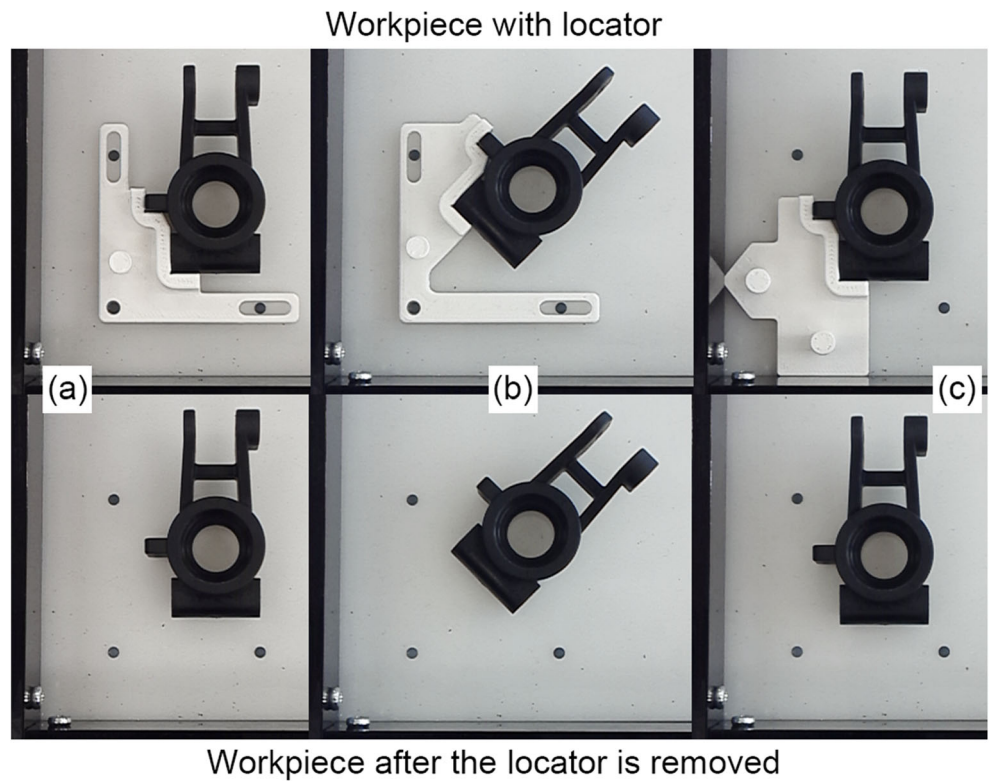 Workpiece with locator
(a)
(b)
(c)
Workpiece after the locator is removed